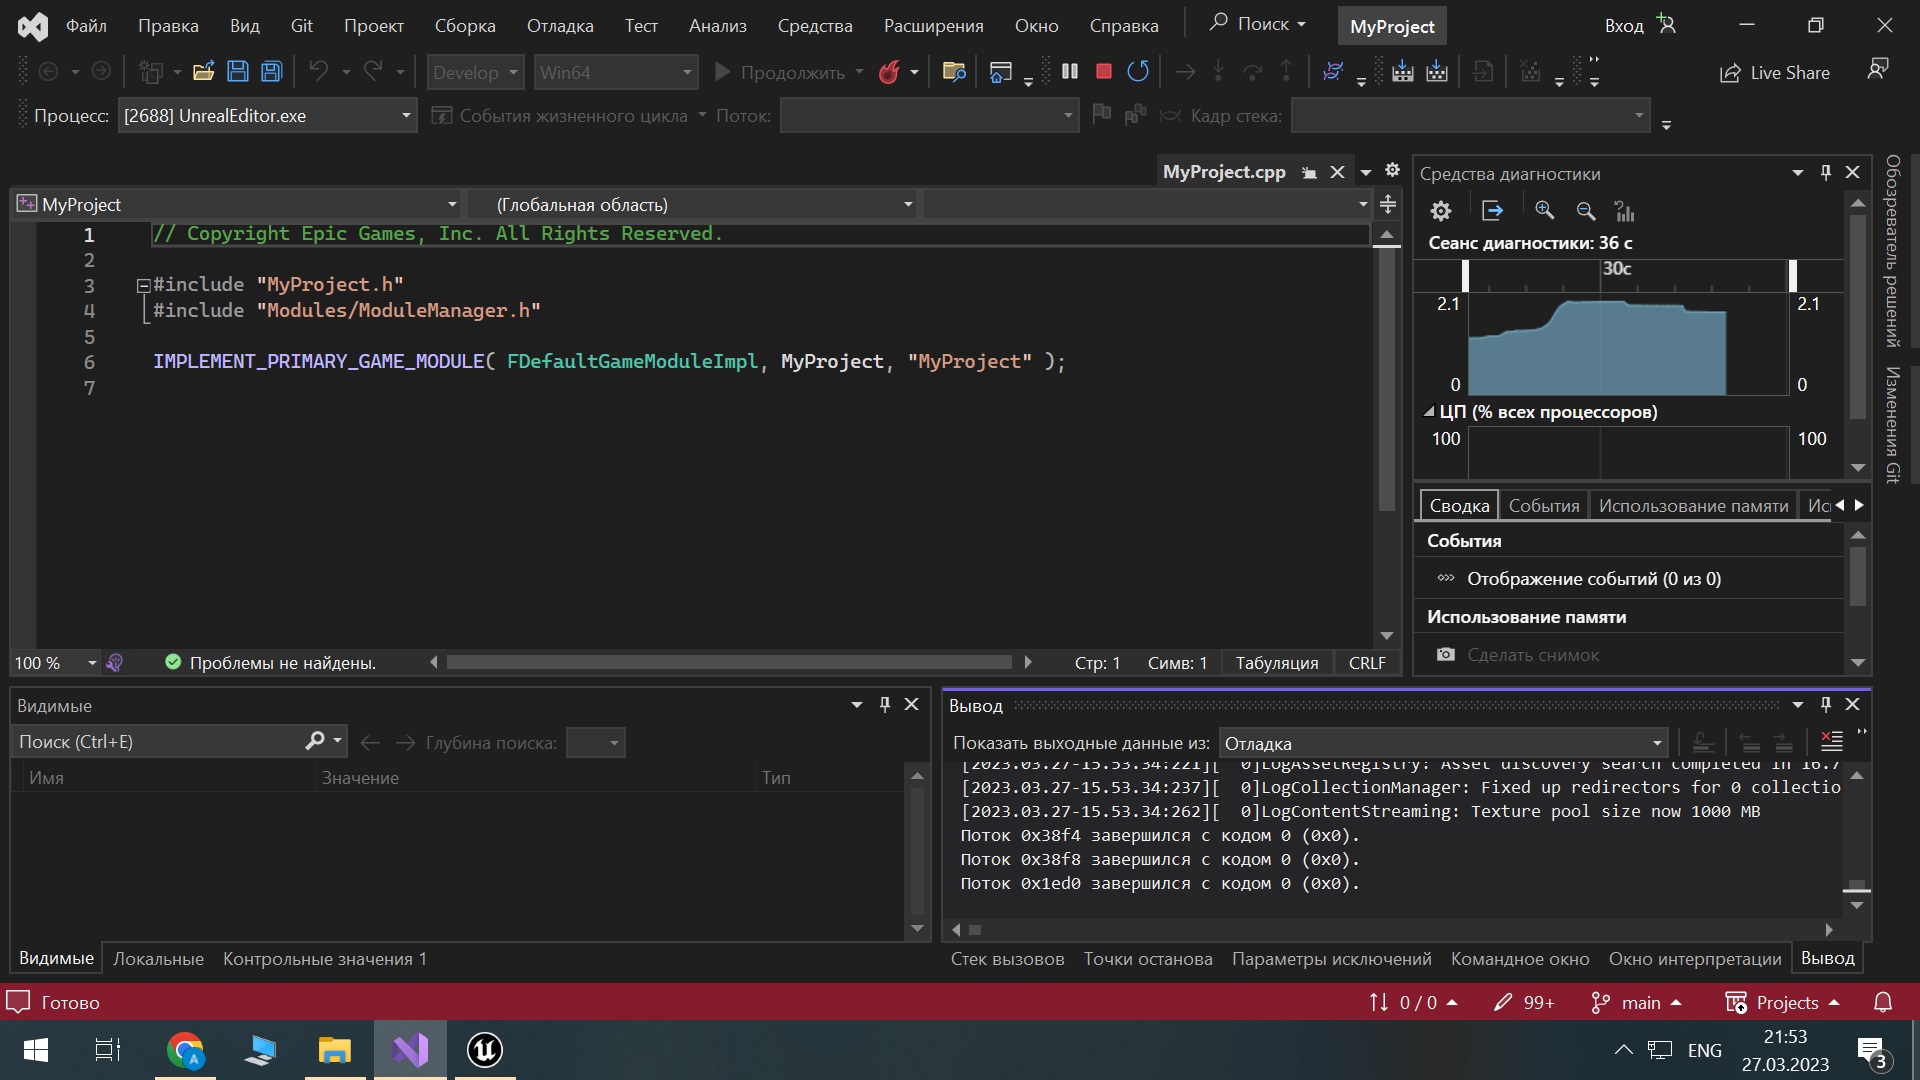 Файл Правка Вид Git Проект Сборка Отладка Тест Анализ Средства Расширения Окно Справка Поиск MyProject Вход
Develop Win64 Продолжить Live Share
Процесс: [2688] UnrealEditor.exe События жизненного цикла Поток: Кадр стека:
MyProject.cpp
MyProject (Глобальная область)
1 // Copyright Epic Games, Inc. All Rights Reserved.
2
3 #include "MyProject.h"
4 #include "Modules/ModuleManager.h"
5
6 IMPLEMENT_PRIMARY_GAME_MODULE( FDefaultGameModuleImpl, MyProject, "MyProject" );
7
100 % Проблемы не найдены. Стр: 1 Симв: 1 Табуляция CRLF
Средства диагностики
Сеанс диагностики: 36 с
30с
2.1 2.1
0 0
ЦП (% всех процессоров)
100 100
Сводка События Использование памяти Ис
События
Отображение событий (0 из 0)
Использование памяти
Сделать снимок
Обозреватель решений
Изменения Git
Видимые
Поиск (Ctrl+E) Глубина поиска:
Имя Значение Тип
Видимые Локальные Контрольные значения 1
Вывод
Показать выходные данные из: Отладка
[2023.03.27-15.53.34:221][  0]LogAssetRegistry: Asset discovery search completed in 16.7
[2023.03.27-15.53.34:237][  0]LogCollectionManager: Fixed up redirectors for 0 collectio
[2023.03.27-15.53.34:262][  0]LogContentStreaming: Texture pool size now 1000 MB
Поток 0x38f4 завершился с кодом 0 (0x0).
Поток 0x38f8 завершился с кодом 0 (0x0).
Поток 0x1ed0 завершился с кодом 0 (0x0).
Стек вызовов Точки останова Параметры исключений Командное окно Окно интерпретации Вывод
Готово 0 / 0 99+ main Projects
A ENG 21:53
27.03.2023 3